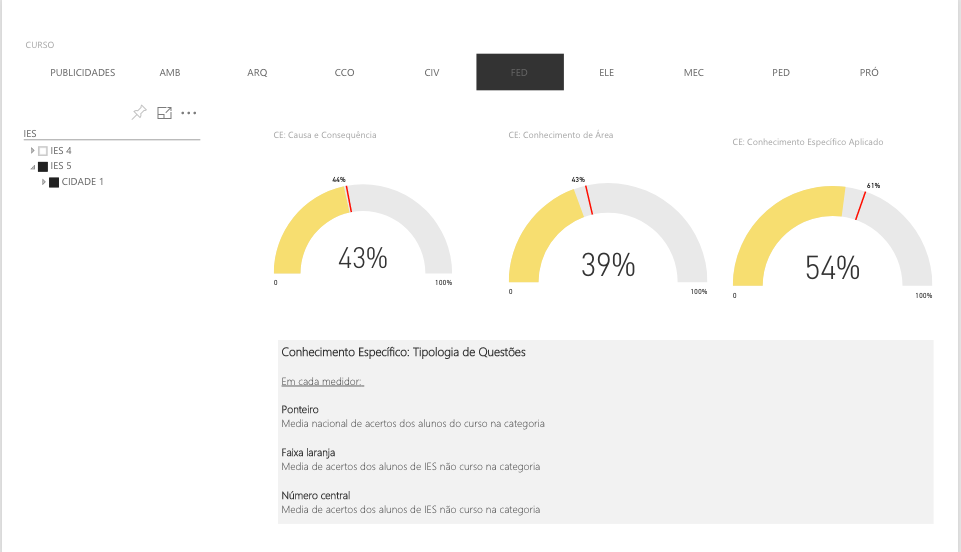 CURSO
PUBLICIDADES AMB ARQ CCO CIV FED ELE MEC PED PRÓ
IES
IES 4
IES 5
CIDADE 1
CE: Causa e Consequência
44%
43%
0 100%
CE: Conhecimento de Área
43%
39%
0 100%
CE: Conhecimento Específico Aplicado
61%
54%
0 100%
Conhecimento Específico: Tipologia de Questões
Em cada medidor:
Ponteiro
Media nacional de acertos dos alunos do curso na categoria
Faixa laranja
Media de acertos dos alunos de IES não curso na categoria
Número central
Media de acertos dos alunos de IES não curso na categoria